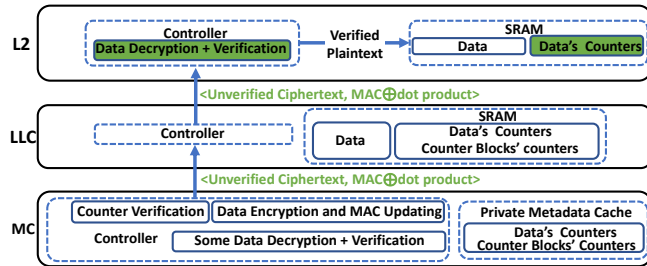 L2
Controller
Data Decryption + Verification
Verified
Plaintext
SRAM
Data
Data's Counters
<Unverified Ciphertext, MAC⊕dot product>
LLC
Controller
SRAM
Data
Data's Counters
Counter Blocks' counters
<Unverified Ciphertext, MAC⊕dot product>
MC
Counter Verification
Data Encryption and MAC Updating
Controller
Some Data Decryption + Verification
Private Metadata Cache
Data's Counters
Counter Blocks' Counters